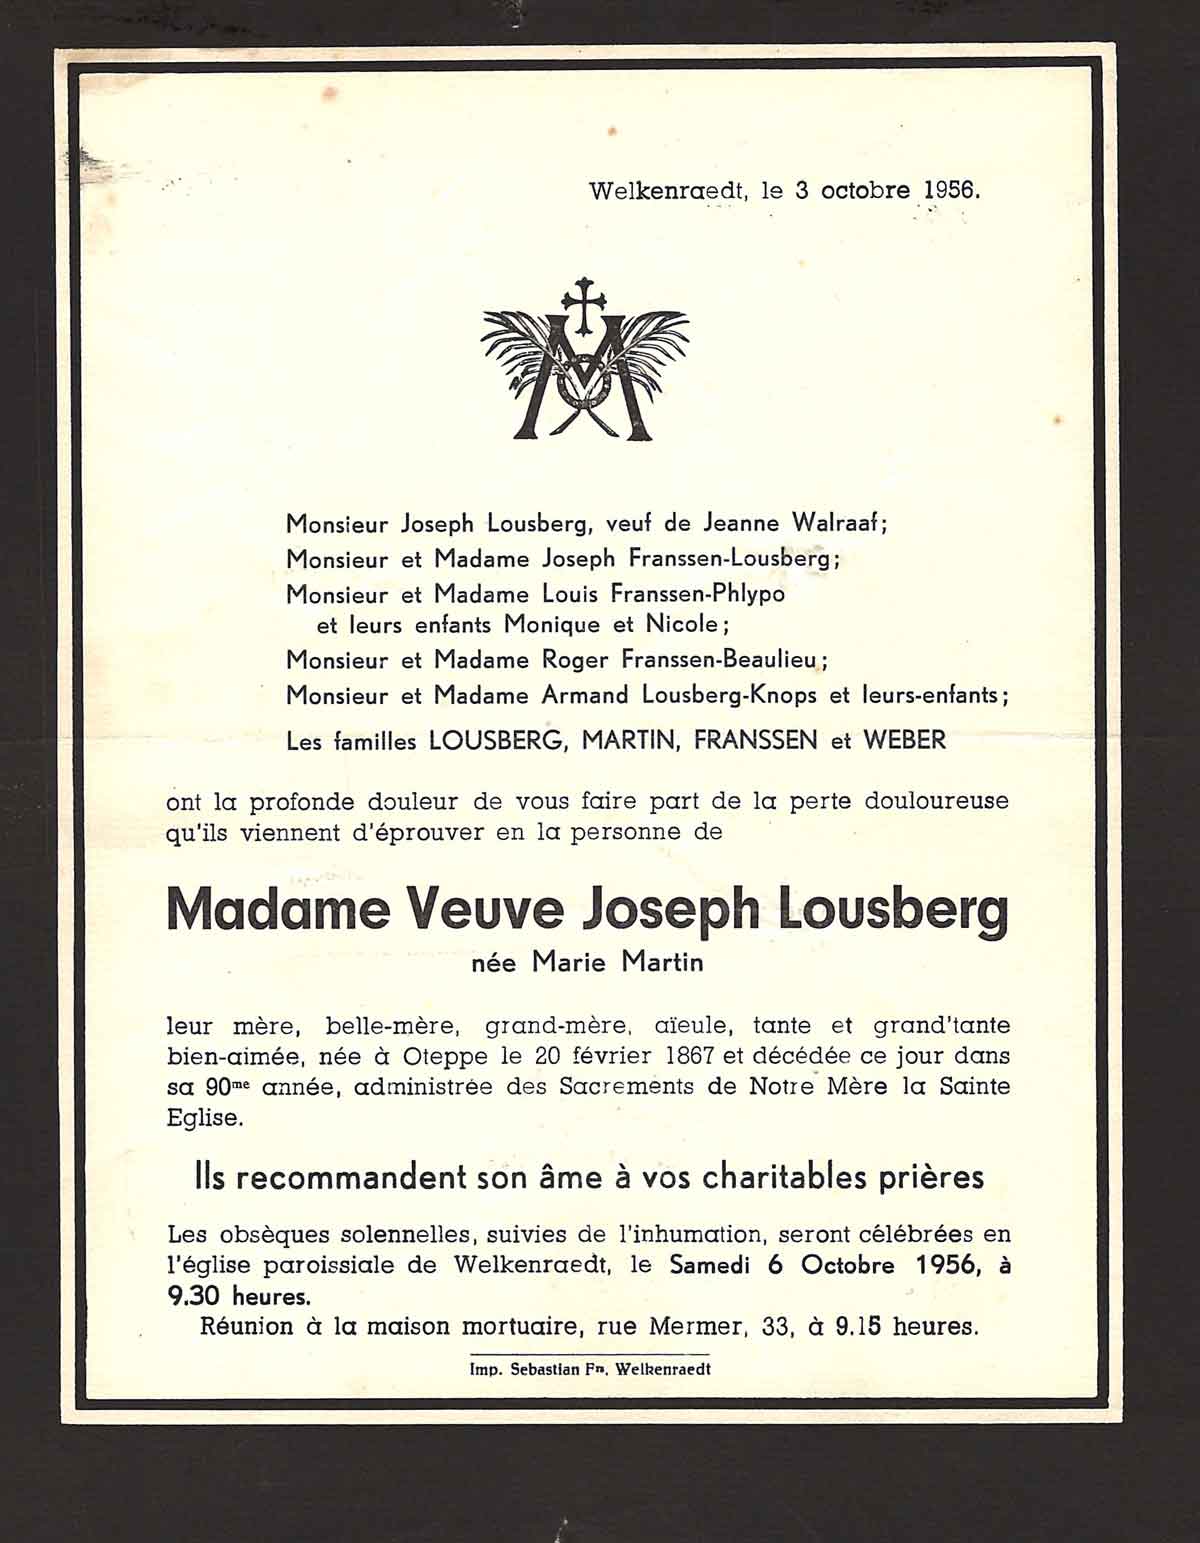 Welkenraedt, le 3 octobre 1956.
M
Monsieur Joseph Lousberg, veuf de Jeanne Walraaf;
Monsieur et Madame Joseph Franssen-Lousberg;
Monsieur et Madame Louis Franssen-Phlypo
et leurs enfants Monique et Nicole;
Monsieur et Madame Roger Franssen-Beaulieu;
Monsieur et Madame Armand Lousberg-Knops et leurs-enfants;
Les familles LOUSBERG, MARTIN, FRANSSEN et WEBER
ont la profonde douleur de vous faire part de la perte douloureuse
qu'ils viennent d'éprouver en la personne de
Madame Veuve Joseph Lousberg
née Marie Martin
leur mère, belle-mère, grand-mère, aïeule, tante et grand'tante
bien-aimée, née à Oteppe le 20 février 1867 et décédée ce jour dans
sa 90me année, administrée des Sacrements de Notre Mère la Sainte
Eglise.
Ils recommandent son âme à vos charitables prières
Les obsèques solennelles, suivies de l'inhumation, seront célébrées en
l'église paroissiale de Welkenraedt, le Samedi 6 Octobre 1956, à
9.30 heures.
Réunion à la maison mortuaire, rue Mermer, 33, à 9.15 heures.
Imp. Sebastian Fn. Welkenraedt